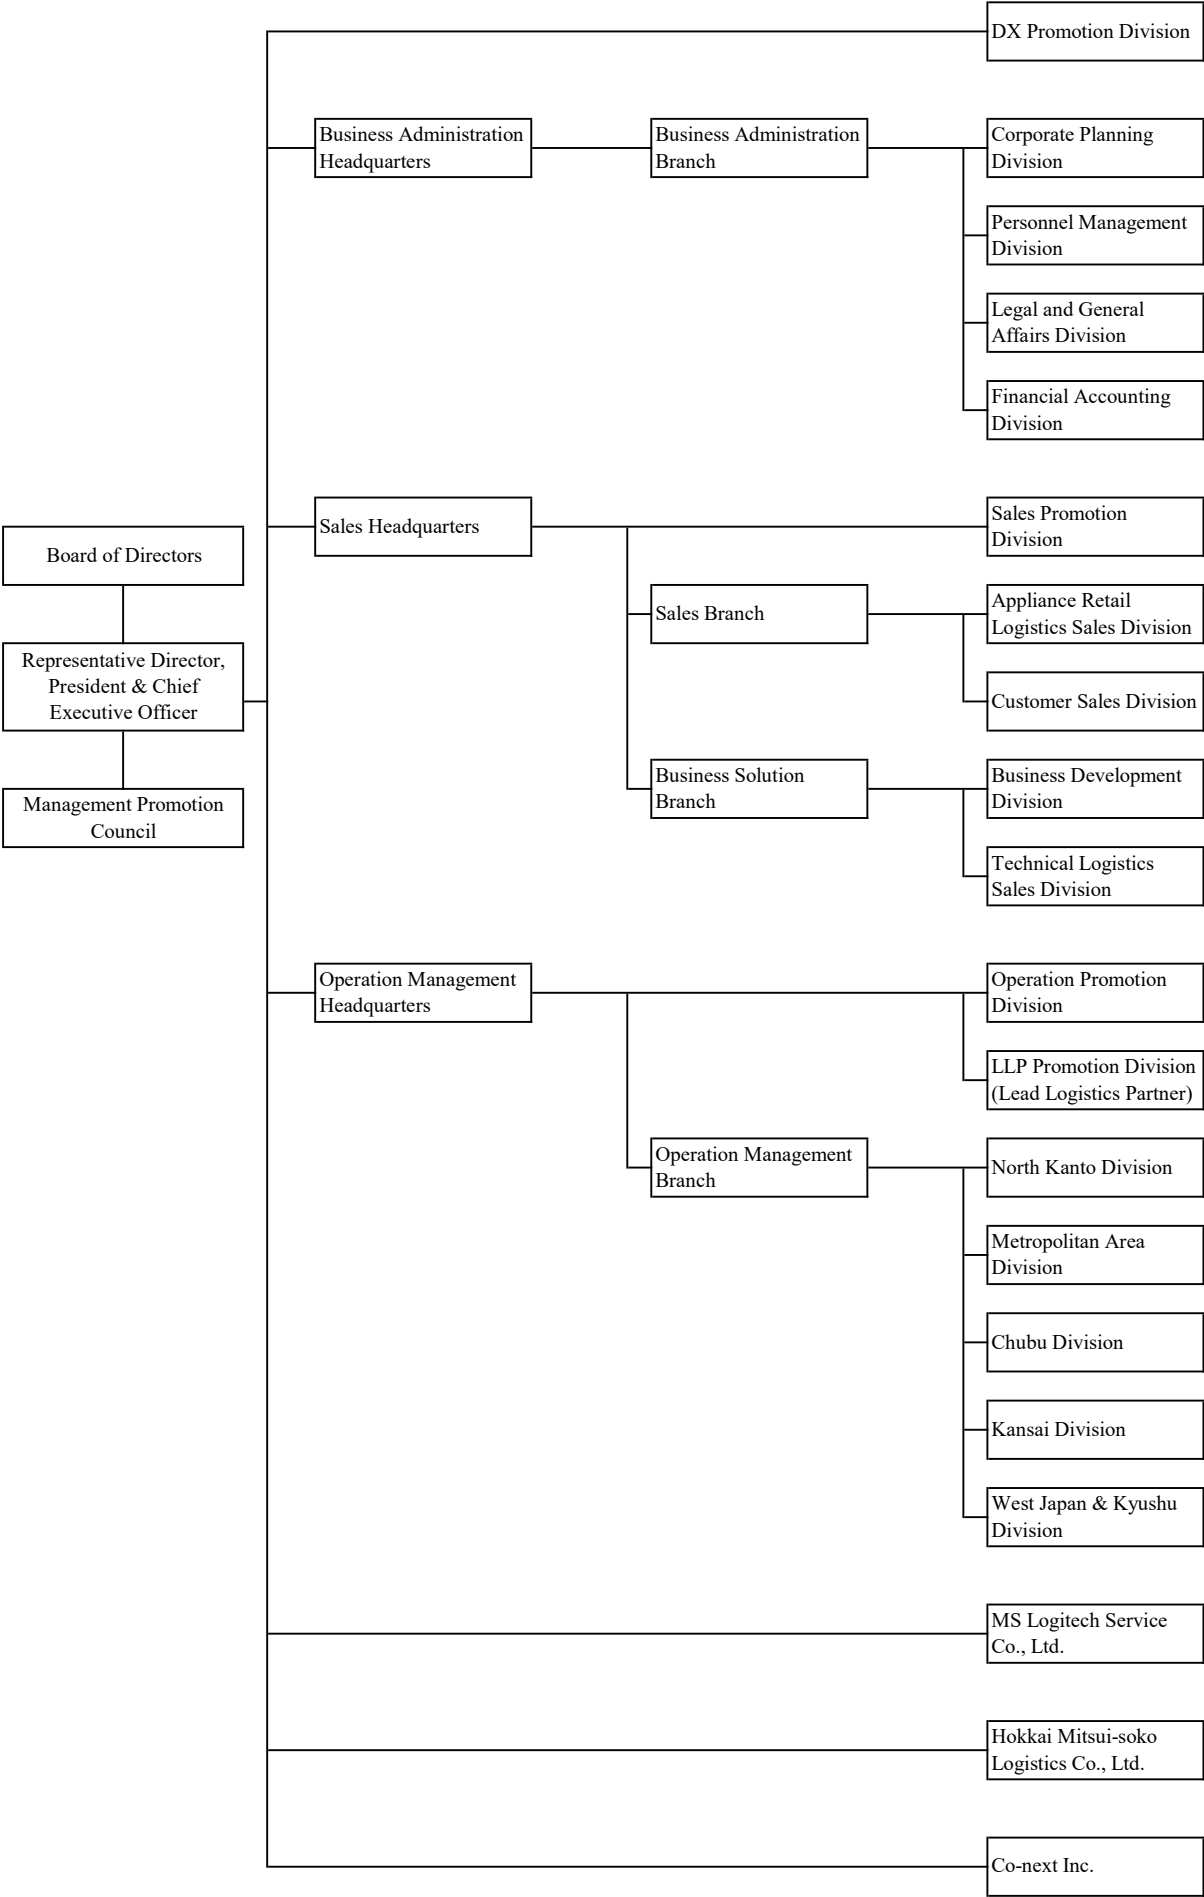 DX Promotion Division
Business Administration
Headquarters
Business Administration
Branch
Corporate Planning
Division
Personnel Management
Division
Legal and General
Affairs Division
Financial Accounting
Division
Board of Directors
Representative Director,
President & Chief
Executive Officer
Management Promotion
Council
Sales Headquarters
Sales Promotion
Division
Sales Branch
Appliance Retail
Logistics Sales Division
Customer Sales Division
Business Solution
Branch
Business Development
Division
Technical Logistics
Sales Division
Operation Management
Headquarters
Operation Promotion
Division
LLP Promotion Division
(Lead Logistics Partner)
Operation Management
Branch
North Kanto Division
Metropolitan Area
Division
Chubu Division
Kansai Division
West Japan & Kyushu
Division
MS Logitech Service
Co., Ltd.
Hokkai Mitsui-soko
Logistics Co., Ltd.
Co-next Inc.